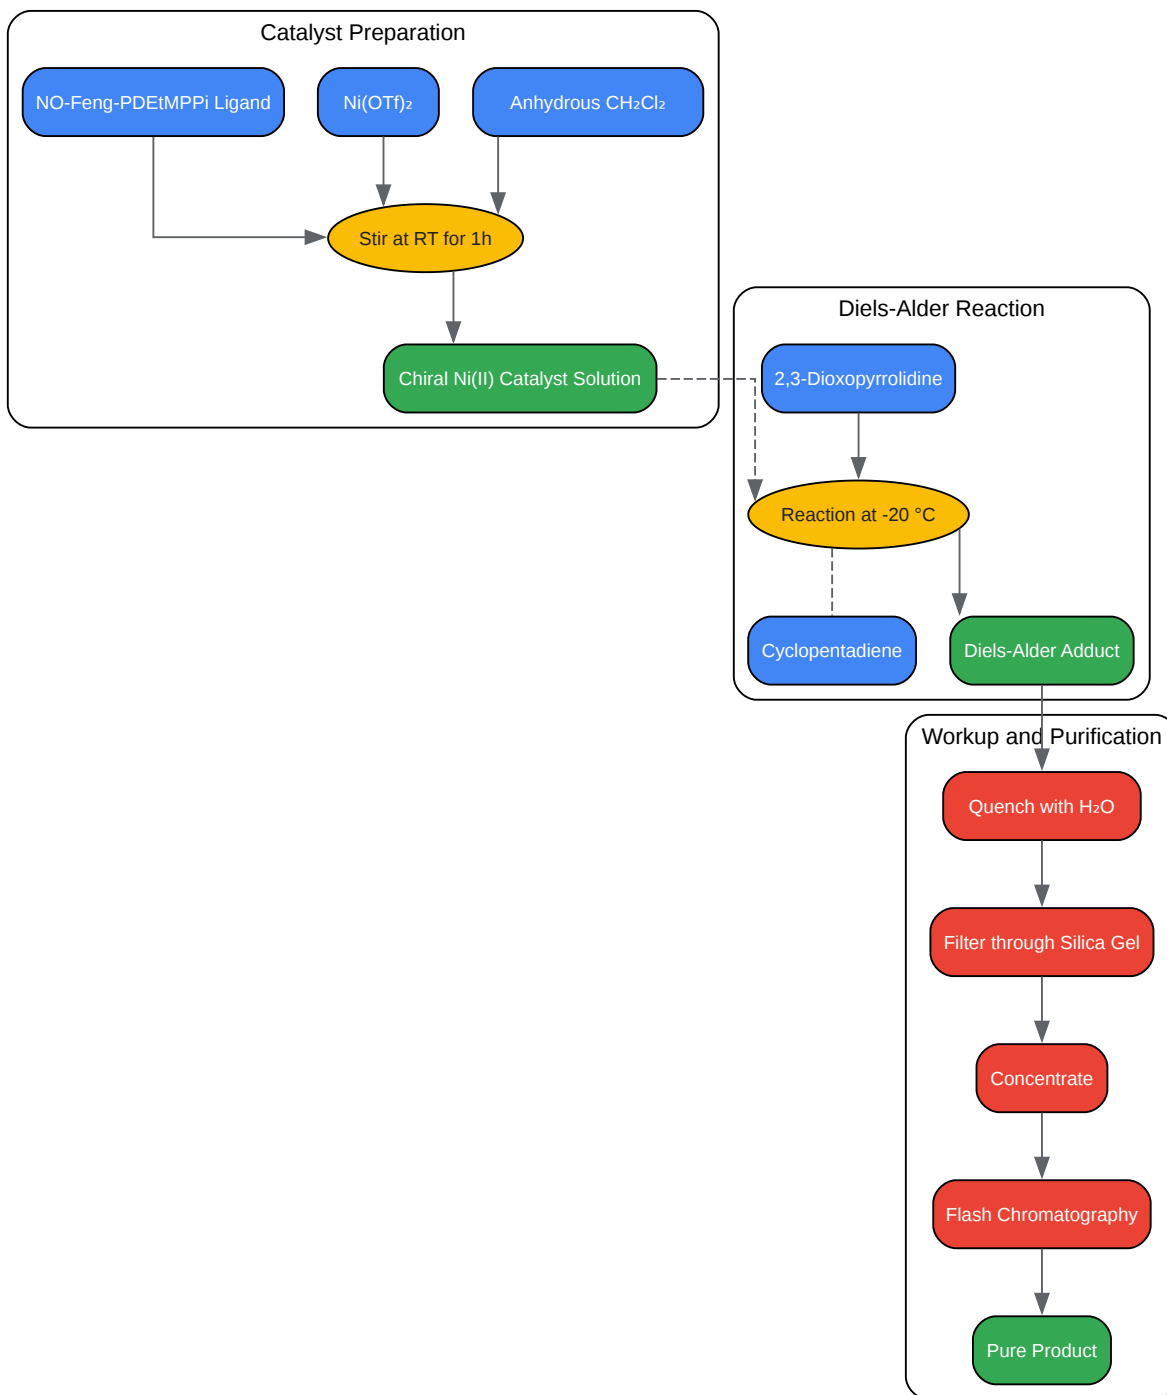 Catalyst Preparation
NO-Feng-PDEtMPPi Ligand
Ni(OTf)₂
Anhydrous CH₂Cl₂
Stir at RT for 1h
Chiral Ni(II) Catalyst Solution
Diels-Alder Reaction
2,3-Dioxopyrrolidine
Reaction at -20 °C
Cyclopentadiene
Diels-Alder Adduct
Workup and Purification
Quench with H₂O
Filter through Silica Gel
Concentrate
Flash Chromatography
Pure Product